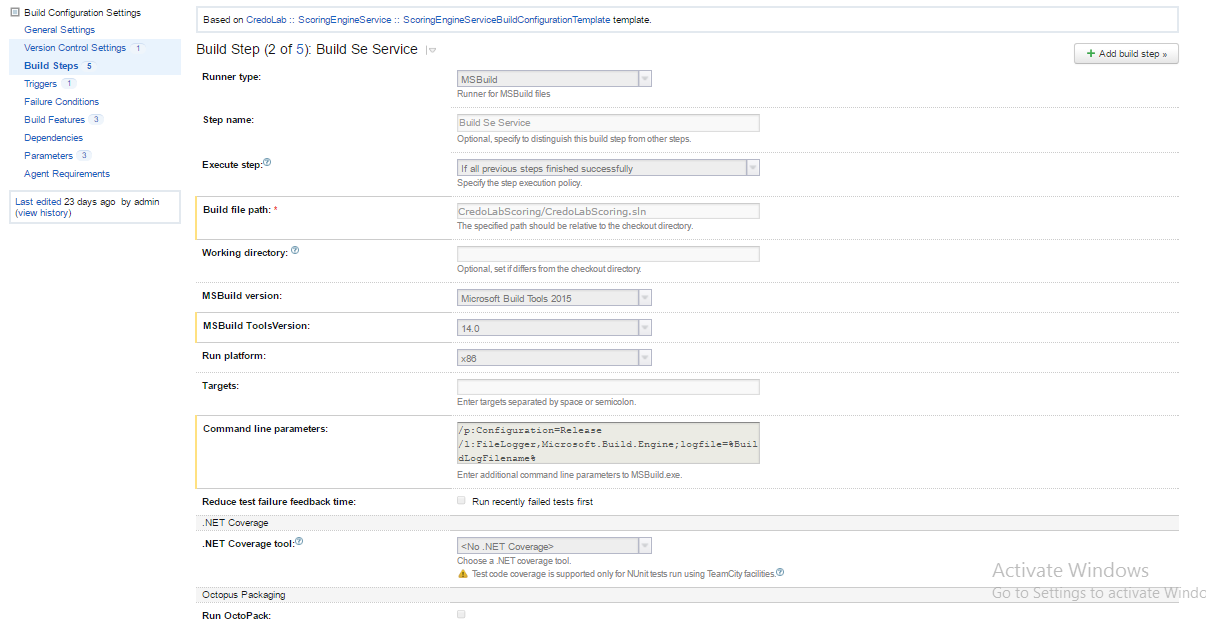 Build Configuration Settings
General Settings
Version Control Settings 1
Build Steps 5
Triggers 1
Failure Conditions
Build Features 3
Dependencies
Parameters 3
Agent Requirements
Last edited 23 days ago by admin
(view history)
Based on CredoLab :: ScoringEngineService :: ScoringEngineServiceBuildConfigurationTemplate template.
Build Step (2 of 5): Build Se Service
+ Add build step »
Runner type:
MSBuild
Runner for MSBuild files
Step name:
Build Se Service
Optional, specify to distinguish this build step from other steps.
Execute step: ?
If all previous steps finished successfully
Specify the step execution policy.
Build file path: *
CredoLabScoring/CredoLabScoring.sln
The specified path should be relative to the checkout directory.
Working directory: ?
Optional, set if differs from the checkout directory.
MSBuild version:
Microsoft Build Tools 2015
MSBuild ToolsVersion:
14.0
Run platform:
x86
Targets:
Enter targets separated by space or semicolon.
Command line parameters:
/p:Configuration=Release
/l:FileLogger,Microsoft.Build.Engine;logfile=%Buil
dLogFilename%
Enter additional command line parameters to MSBuild.exe.
Reduce test failure feedback time:
Run recently failed tests first
.NET Coverage
.NET Coverage tool: ?
<No .NET Coverage>
Choose a .NET coverage tool.
Test code coverage is supported only for NUnit tests run using TeamCity facilities. ?
Octopus Packaging
Run OctoPack:
Activate Windows
Go to Settings to activate Windo